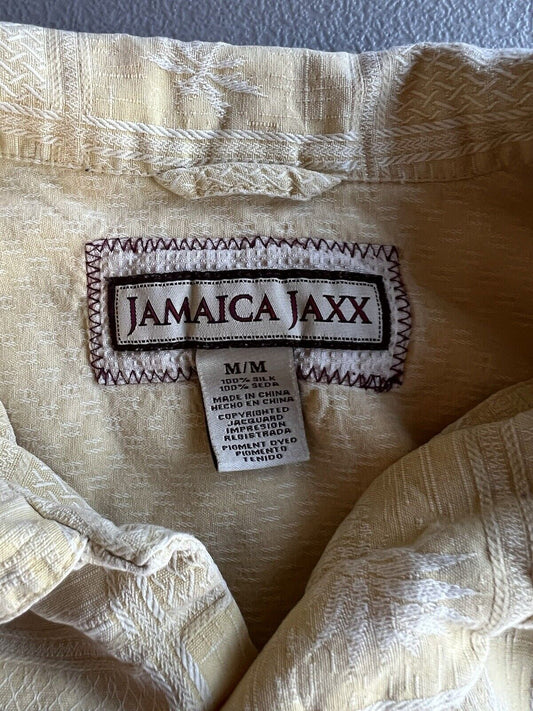 JAMAICA JAXX
M/M
100% SILK
100% SEDA
MADE IN CHINA
HECHO EN CHINA
COPYRIGHTED
JACQUARD
IMPRESION
REGISTRADA
PIGMENT DYED
PIGMENTO
TENIDO